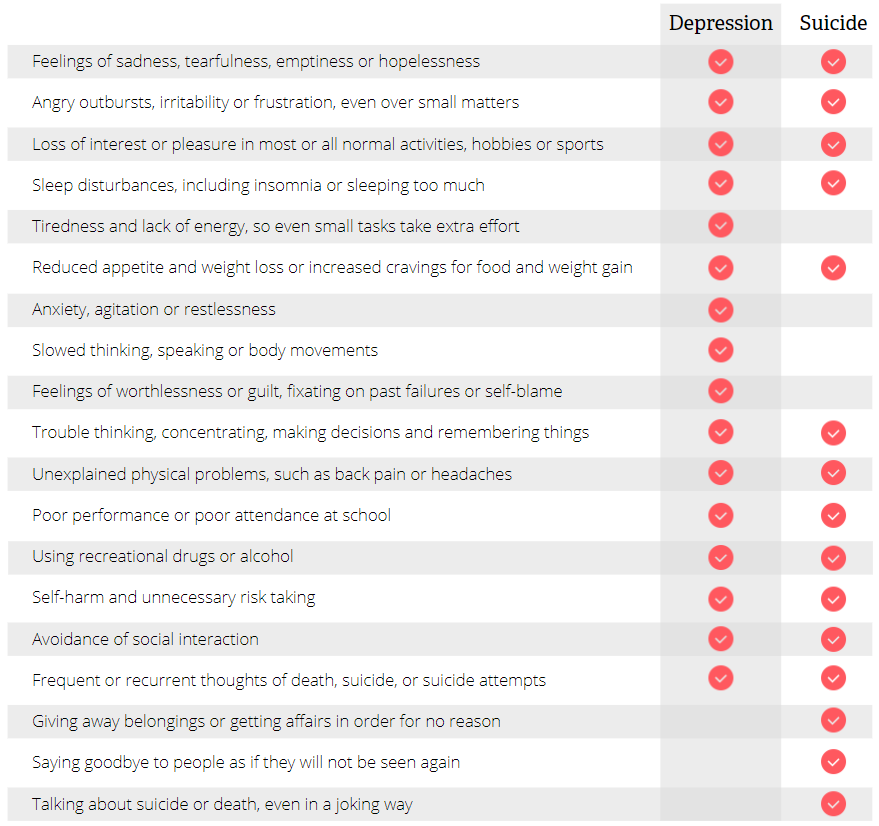 Depression Suicide
Feelings of sadness, tearfulness, emptiness or hopelessness
Angry outbursts, irritability or frustration, even over small matters
Loss of interest or pleasure in most or all normal activities, hobbies or sports
Sleep disturbances, including insomnia or sleeping too much
Tiredness and lack of energy, so even small tasks take extra effort
Reduced appetite and weight loss or increased cravings for food and weight gain
Anxiety, agitation or restlessness
Slowed thinking, speaking or body movements
Feelings of worthlessness or guilt, fixating on past failures or self-blame
Trouble thinking, concentrating, making decisions and remembering things
Unexplained physical problems, such as back pain or headaches
Poor performance or poor attendance at school
Using recreational drugs or alcohol
Self-harm and unnecessary risk taking
Avoidance of social interaction
Frequent or recurrent thoughts of death, suicide, or suicide attempts
Giving away belongings or getting affairs in order for no reason
Saying goodbye to people as if they will not be seen again
Talking about suicide or death, even in a joking way